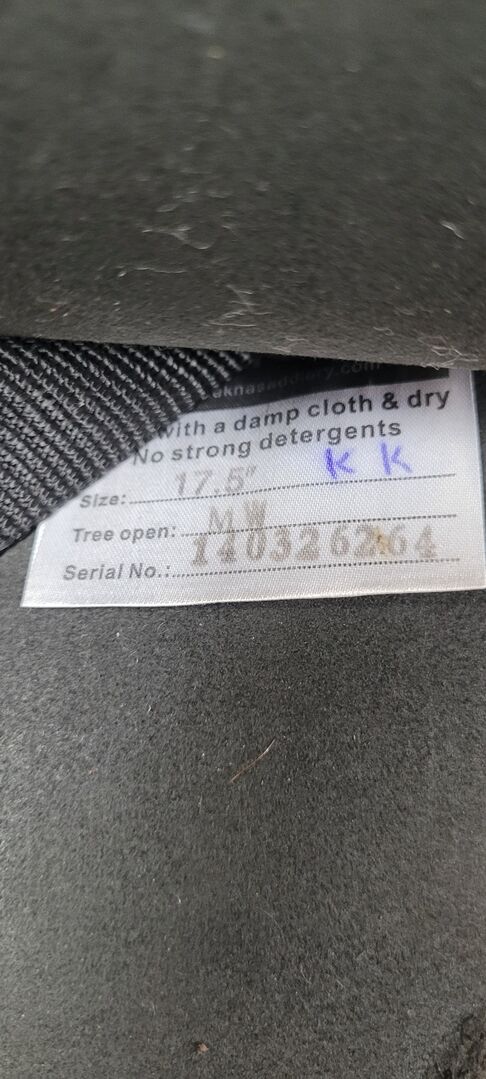 with a damp cloth & dry
No strong detergents
K K
Size: 17.5"
Tree open: MW
Serial No.: